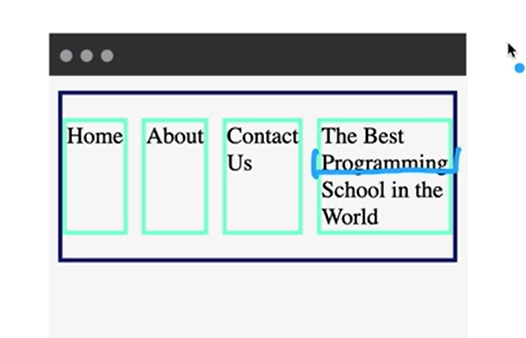 Home
About
Contact
Us
The Best
Programming
School in the
World